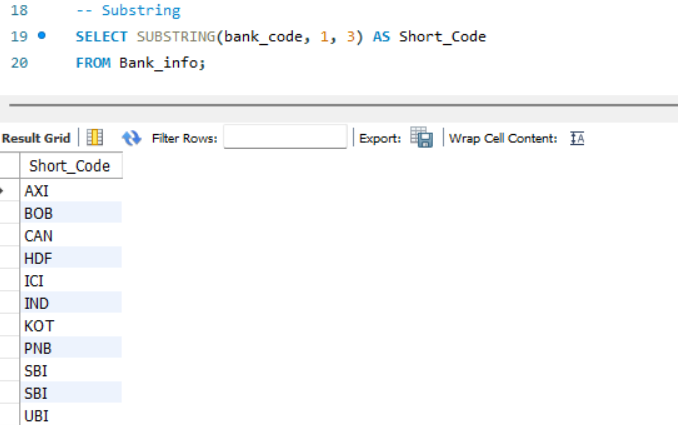 18 -- Substring
19 SELECT SUBSTRING(bank_code, 1, 3) AS Short_Code
20 FROM Bank_info;
Result Grid Filter Rows: Export: Wrap Cell Content: IA
Short_Code
AXI
BOB
CAN
HDF
ICI
IND
KOT
PNB
SBI
SBI
UBI